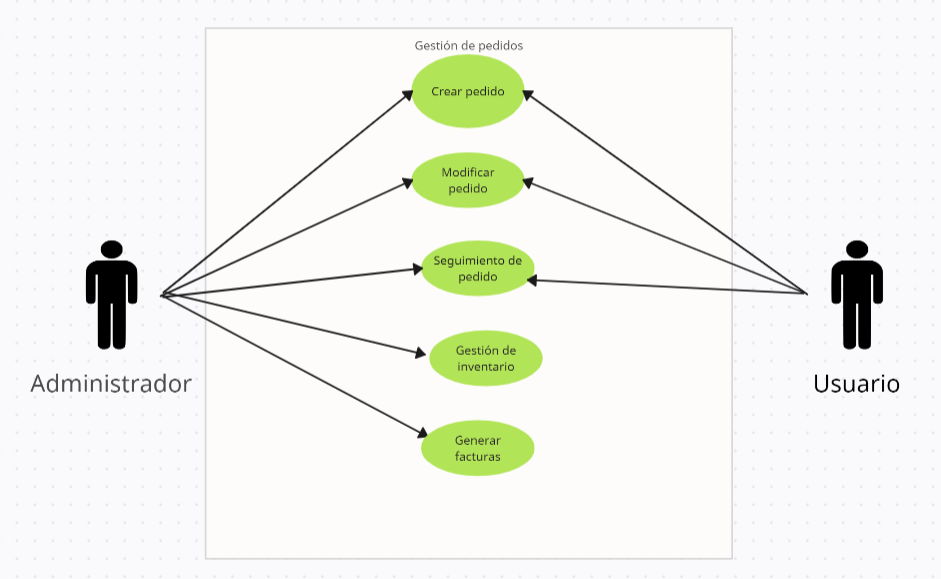 Gestión de pedidos
Crear pedido
Modificar
pedido
Seguimiento de
pedido
Gestión de
inventario
Generar
facturas
Administrador
Usuario